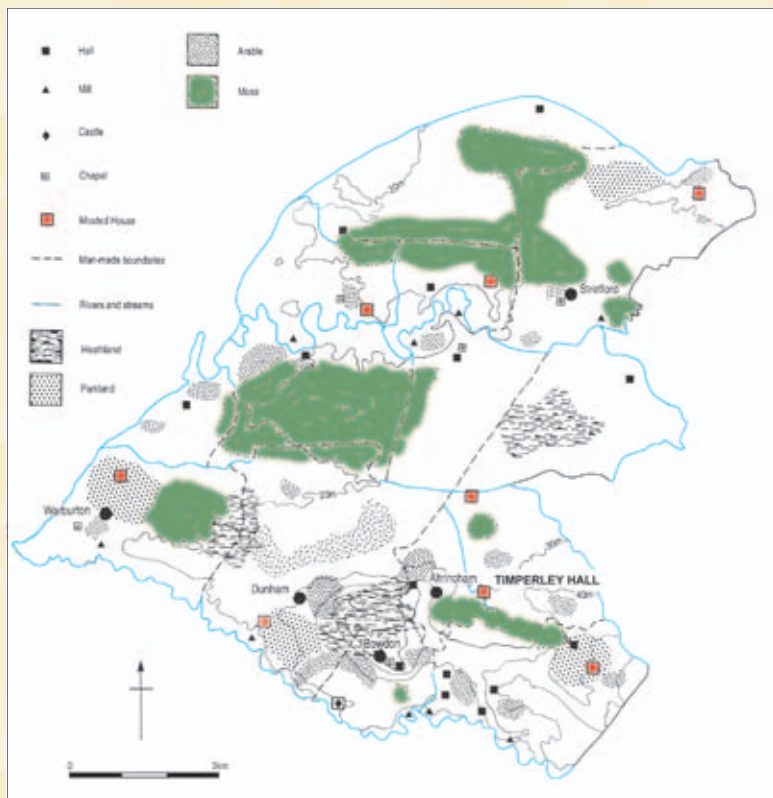 Hall
Mill
Castle
Chapel
Moated House
Man-made boundaries
Rivers and streams
Heathland
Parkland
Arable
Moss
Stretford
Warburton
Dunham
Altrincham
TIMPERLEY HALL
Bowdon
40m
0